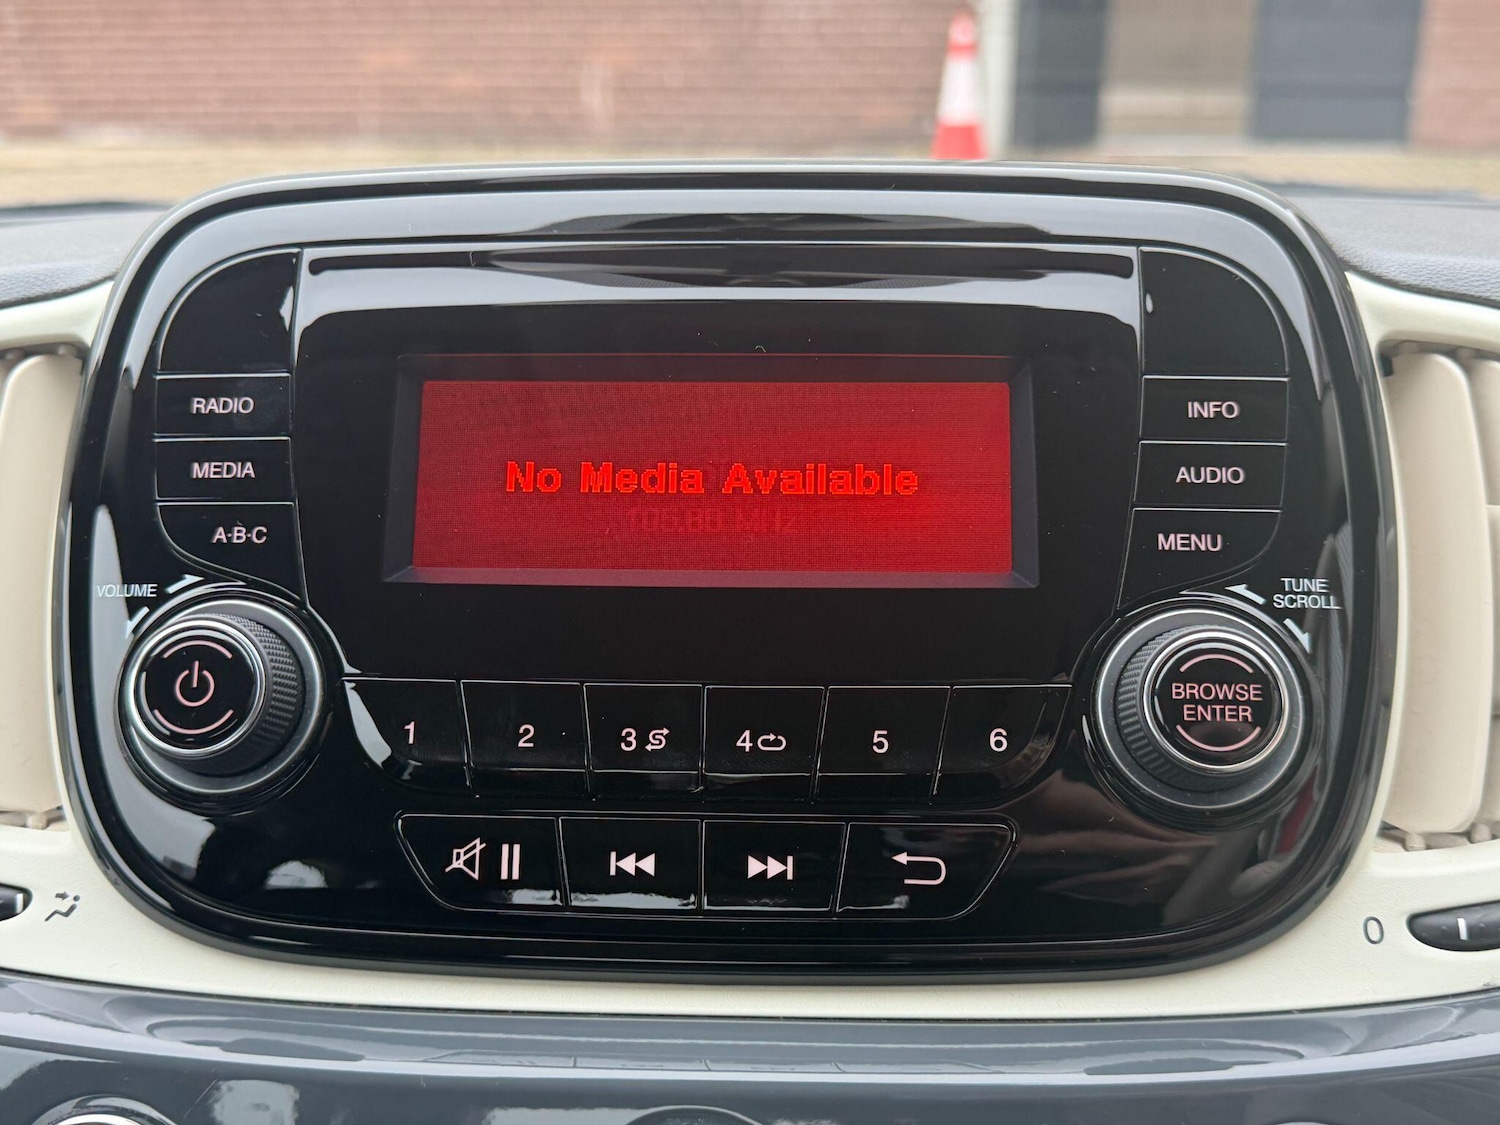 RADIO
MEDIA
A·B·C
VOLUME
No Media Available
INFO
AUDIO
MENU
TUNE
SCROLL
BROWSE
ENTER
1
2
3
4
5
6
0